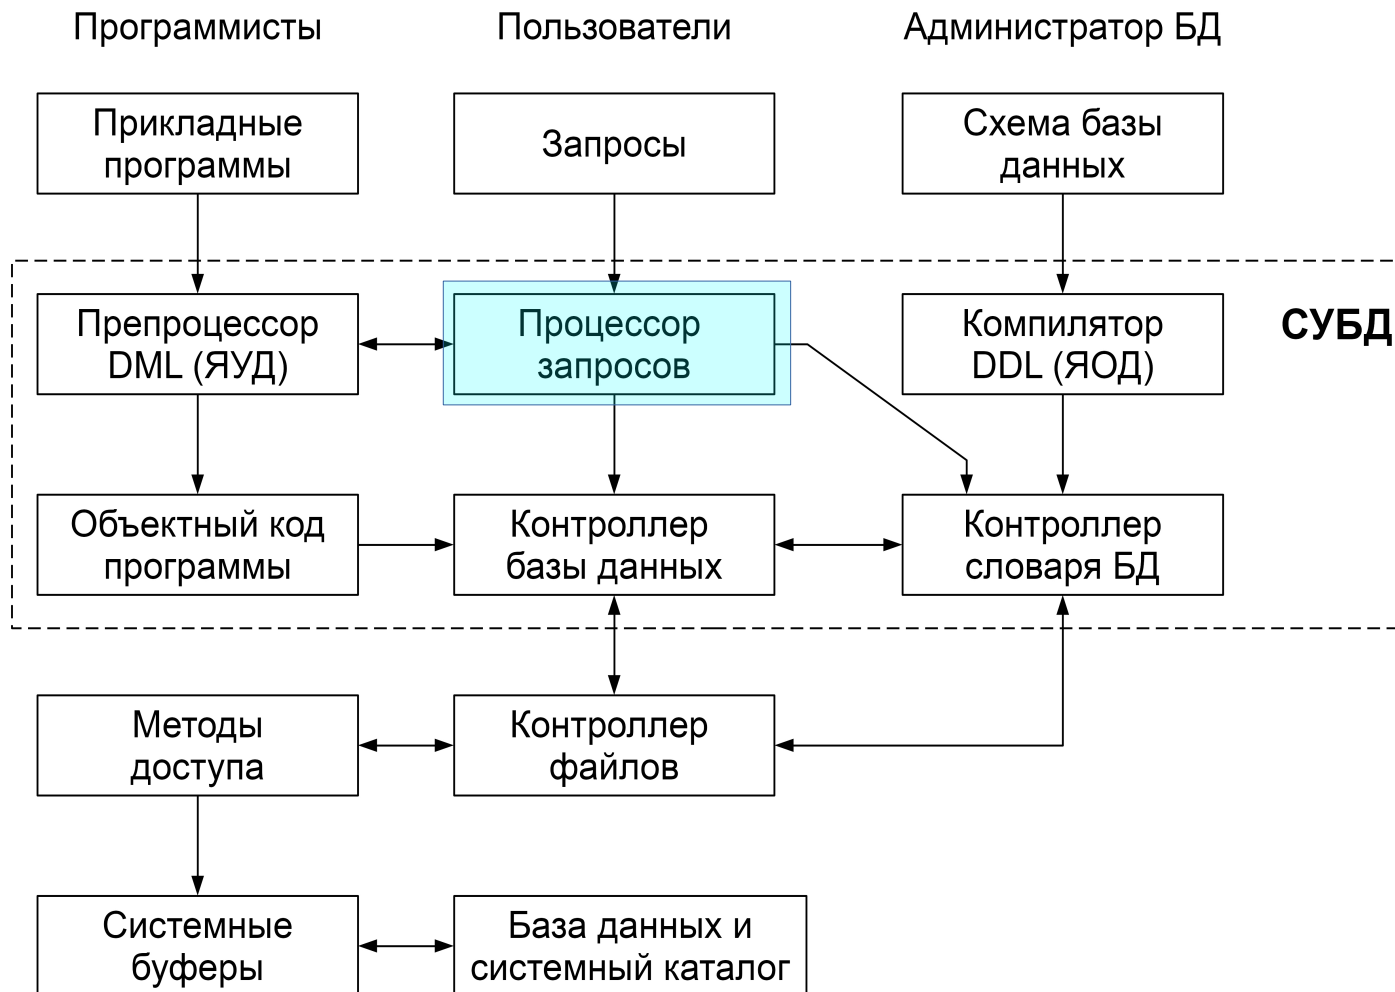 Программисты
Пользователи
Администратор БД
Прикладные
программы
Запросы
Схема базы
данных
Препроцессор
DML (ЯУД)
Процессор
запросов
Компилятор
DDL (ЯОД)
СУБД
Объектный код
программы
Контроллер
базы данных
Контроллер
словаря БД
Методы
доступа
Контроллер
файлов
Системные
буферы
База данных и
системный каталог